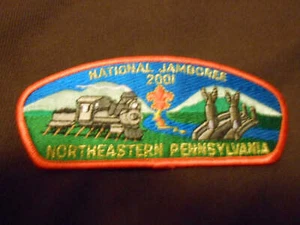 NATIONAL JAMBOREE
2001
NORTHEASTERN PENNSYLVANIA